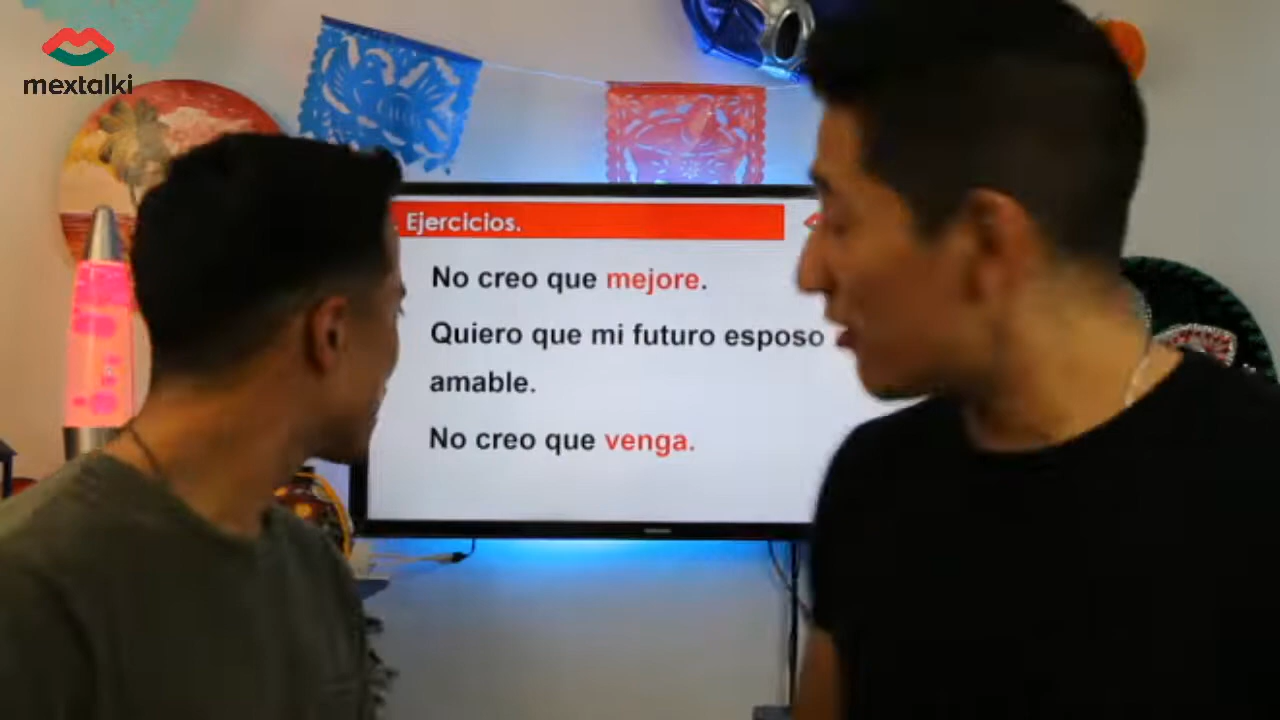 mextalki
. Ejercicios.
No creo que mejore.
Quiero que mi futuro esposo
amable.
No creo que venga.